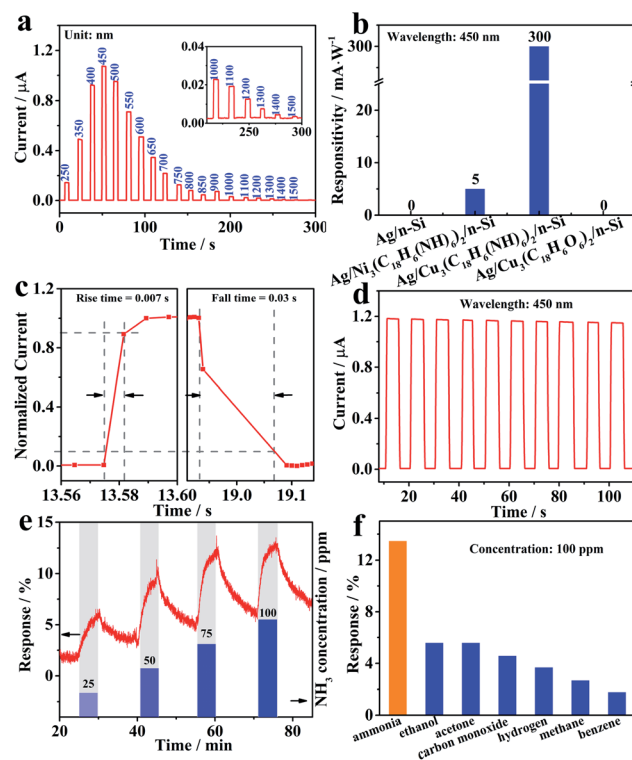 a
Unit: nm
Current / μA
1.2
0.8
0.4
0.0
250
350
400
450
500
550
600
650
700
750
800
850
900
1000
1100
1200
1300
1400
1500
0 50 100 150 200 250 300
Time / s
0.04
0.02
0.00
1000
1100
1200
1300
1400
1500
250 300
b
Wavelength: 450 nm
Responsitivity / mA·W⁻¹
300
20
10
5
0
0
5
300
0
Ag/n-Si
Ag/Ni₃(C₁₈H₆(NH)₆)₂/n-Si
Ag/Cu₃(C₁₈H₆(NH)₆)₂/n-Si
Ag/Cu₃(C₁₈H₆O₆)₂/n-Si
c
Rise time = 0.007 s
Fall time = 0.03 s
Normalized Current
1.2
0.8
0.4
0.0
13.56 13.58 13.60 19.0 19.1
Time / s
d
Wavelength: 450 nm
Current / μA
1.2
0.8
0.4
0.0
20 40 60 80 100
Time / s
e
Response / %
15
10
5
0
25
50
75
100
NH₃ concentration / ppm
20 40 60 80
Time / min
f
Concentration: 100 ppm
Response / %
12
8
4
0
ammonia
ethanol
acetone
carbon monoxide
hydrogen
methane
benzene